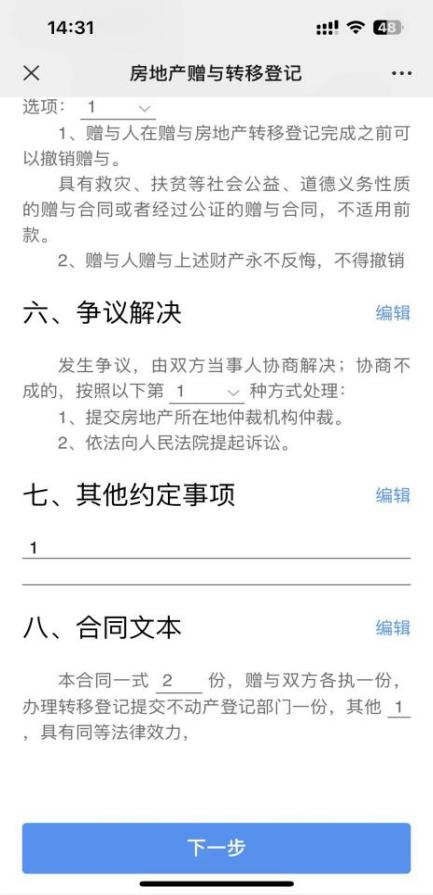 14:31
48
房地产赠与转移登记
选项： 1
1、赠与人在赠与房地产转移登记完成之前可
以撤销赠与。
具有救灾、扶贫等社会公益、道德义务性质
的赠与合同或者经过公证的赠与合同，不适用前
款。
2、赠与人赠与上述财产永不反悔，不得撤销
六、争议解决 编辑
发生争议，由双方当事人协商解决；协商不
成的，按照以下第 1 种方式处理：
1、提交房地产所在地仲裁机构仲裁。
2、依法向人民法院提起诉讼。
七、其他约定事项 编辑
1
八、合同文本 编辑
本合同一式 2 份，赠与双方各执一份，
办理转移登记提交不动产登记部门一份，其他 1
，具有同等法律效力，
下一步